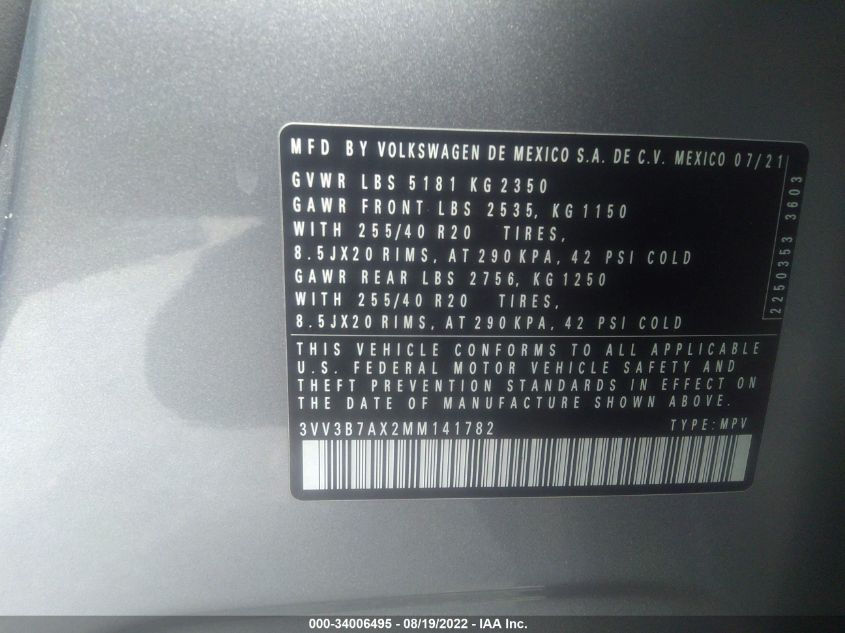 MFD BY VOLKSWAGEN DE MEXICO S.A. DE C.V. MEXICO 07/21
GVWR LBS 5181 KG 2350
GAWR FRONT LBS 2535, KG 1150
WITH 255/40 R20 TIRES,
8.5JX20 RIMS, AT 290 KPA, 42 PSI COLD
GAWR REAR LBS 2756, KG 1250
WITH 255/40 R20 TIRES,
8.5JX20 RIMS, AT 290 KPA, 42 PSI COLD
2250353 3603
THIS VEHICLE CONFORMS TO ALL APPLICABLE
U.S. FEDERAL MOTOR VEHICLE SAFETY AND
THEFT PREVENTION STANDARDS IN EFFECT ON
THE DATE OF MANUFACTURE SHOWN ABOVE.
3VV3B7AX2MM141782 TYPE:MPV
000-34006495 - 08/19/2022 - IAA Inc.